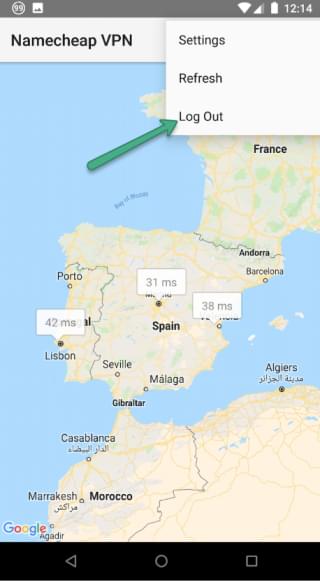 99
12:14
Namecheap VPN
Settings
Refresh
Log Out
France
Bay of Biscay
Andorra
Porto
Barcelona
31 ms
38 ms
42 ms
Spain
Lisbon
Seville
Málaga
Algiers
مدينة الجزائر
Gibraltar
Casablanca
الدار البيضاء
Marrakesh
مراكش
Morocco
Google
Agadir